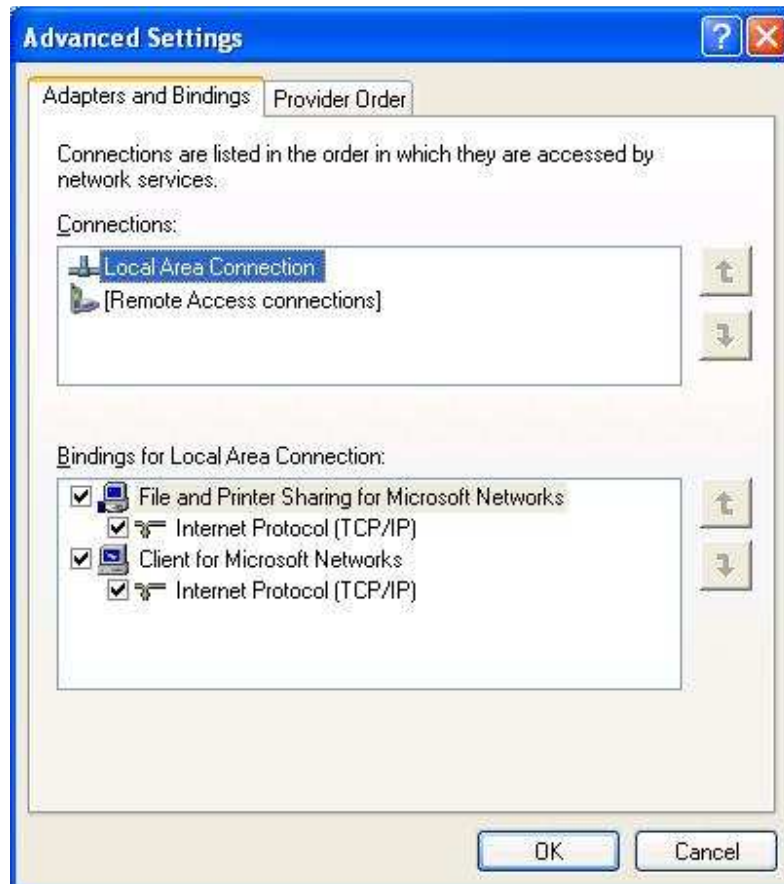 Advanced Settings
Adapters and Bindings
Provider Order
Connections are listed in the order in which they are accessed by
network services.
Connections:
Local Area Connection
[Remote Access connections]
Bindings for Local Area Connection:
File and Printer Sharing for Microsoft Networks
Internet Protocol (TCP/IP)
Client for Microsoft Networks
Internet Protocol (TCP/IP)
OK
Cancel